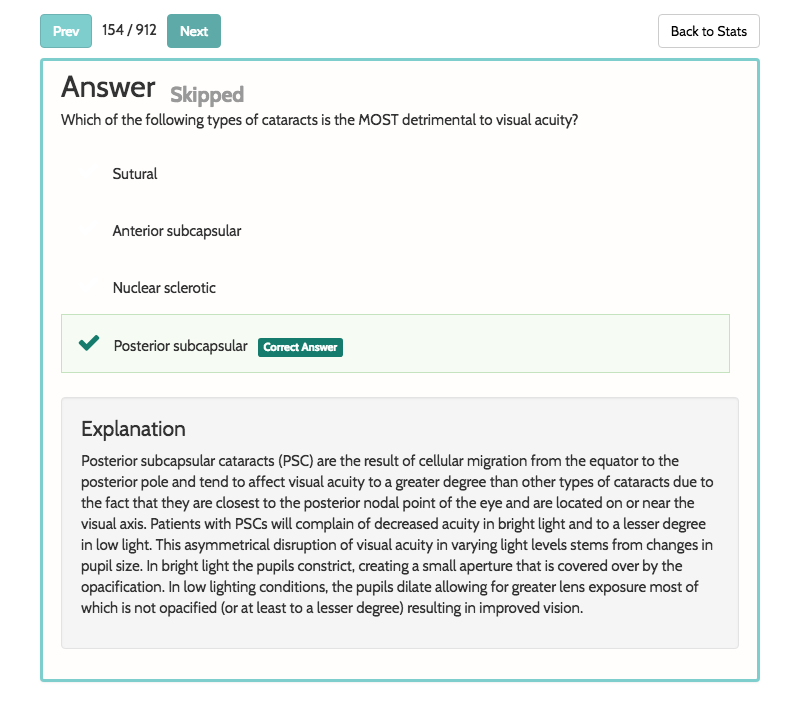 Prev 154 / 912 Next Back to Stats
Answer Skipped
Which of the following types of cataracts is the MOST detrimental to visual acuity?
Sutural
Anterior subcapsular
Nuclear sclerotic
Posterior subcapsular Correct Answer
Explanation
Posterior subcapsular cataracts (PSC) are the result of cellular migration from the equator to the
posterior pole and tend to affect visual acuity to a greater degree than other types of cataracts due to
the fact that they are closest to the posterior nodal point of the eye and are located on or near the
visual axis. Patients with PSCs will complain of decreased acuity in bright light and to a lesser degree
in low light. This asymmetrical disruption of visual acuity in varying light levels stems from changes in
pupil size. In bright light the pupils constrict, creating a small aperture that is covered over by the
opacification. In low lighting conditions, the pupils dilate allowing for greater lens exposure most of
which is not opacified (or at least to a lesser degree) resulting in improved vision.